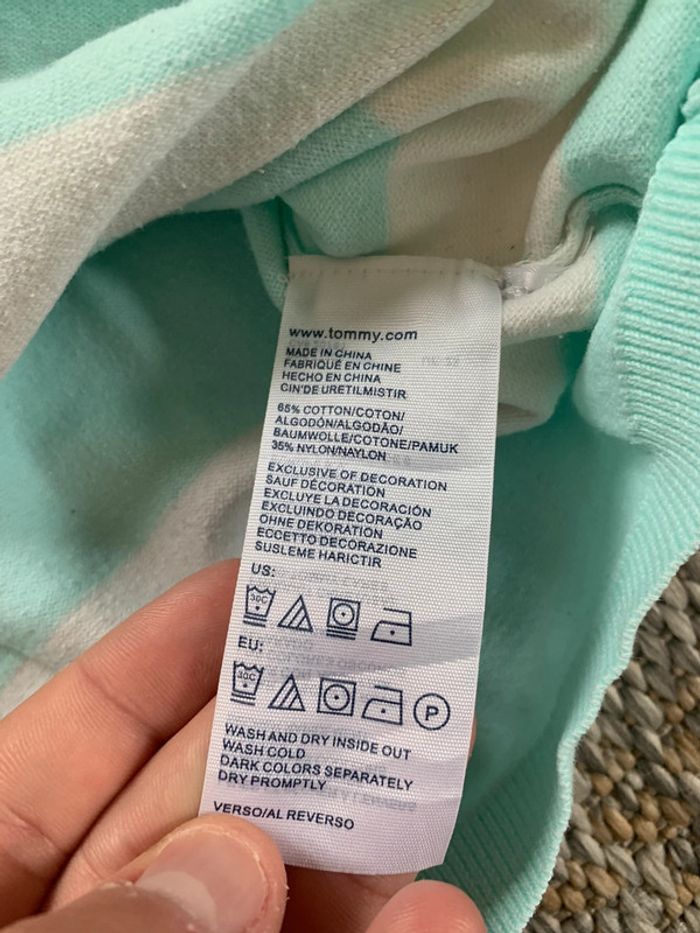 www.tommy.com
MADE IN CHINA
FABRIQUÉ EN CHINE
HECHO EN CHINA
CIN'DE URETILMISTIR
65% COTTON/COTON/
ALGODÓN/ALGODÃO/
BAUMWOLLE/COTONE/PAMUK
35% NYLON/NAYLON
EXCLUSIVE OF DECORATION
SAUF DÉCORATION
EXCLUYE LA DECORACIÓN
EXCLUINDO DECORAÇÃO
OHNE DEKORATION
ECCETTO DECORAZIONE
SUSLEME HARICTIR
US:
30C
EU:
30C
P
WASH AND DRY INSIDE OUT
WASH COLD
DARK COLORS SEPARATELY
DRY PROMPTLY
VERSO/AL REVERSO